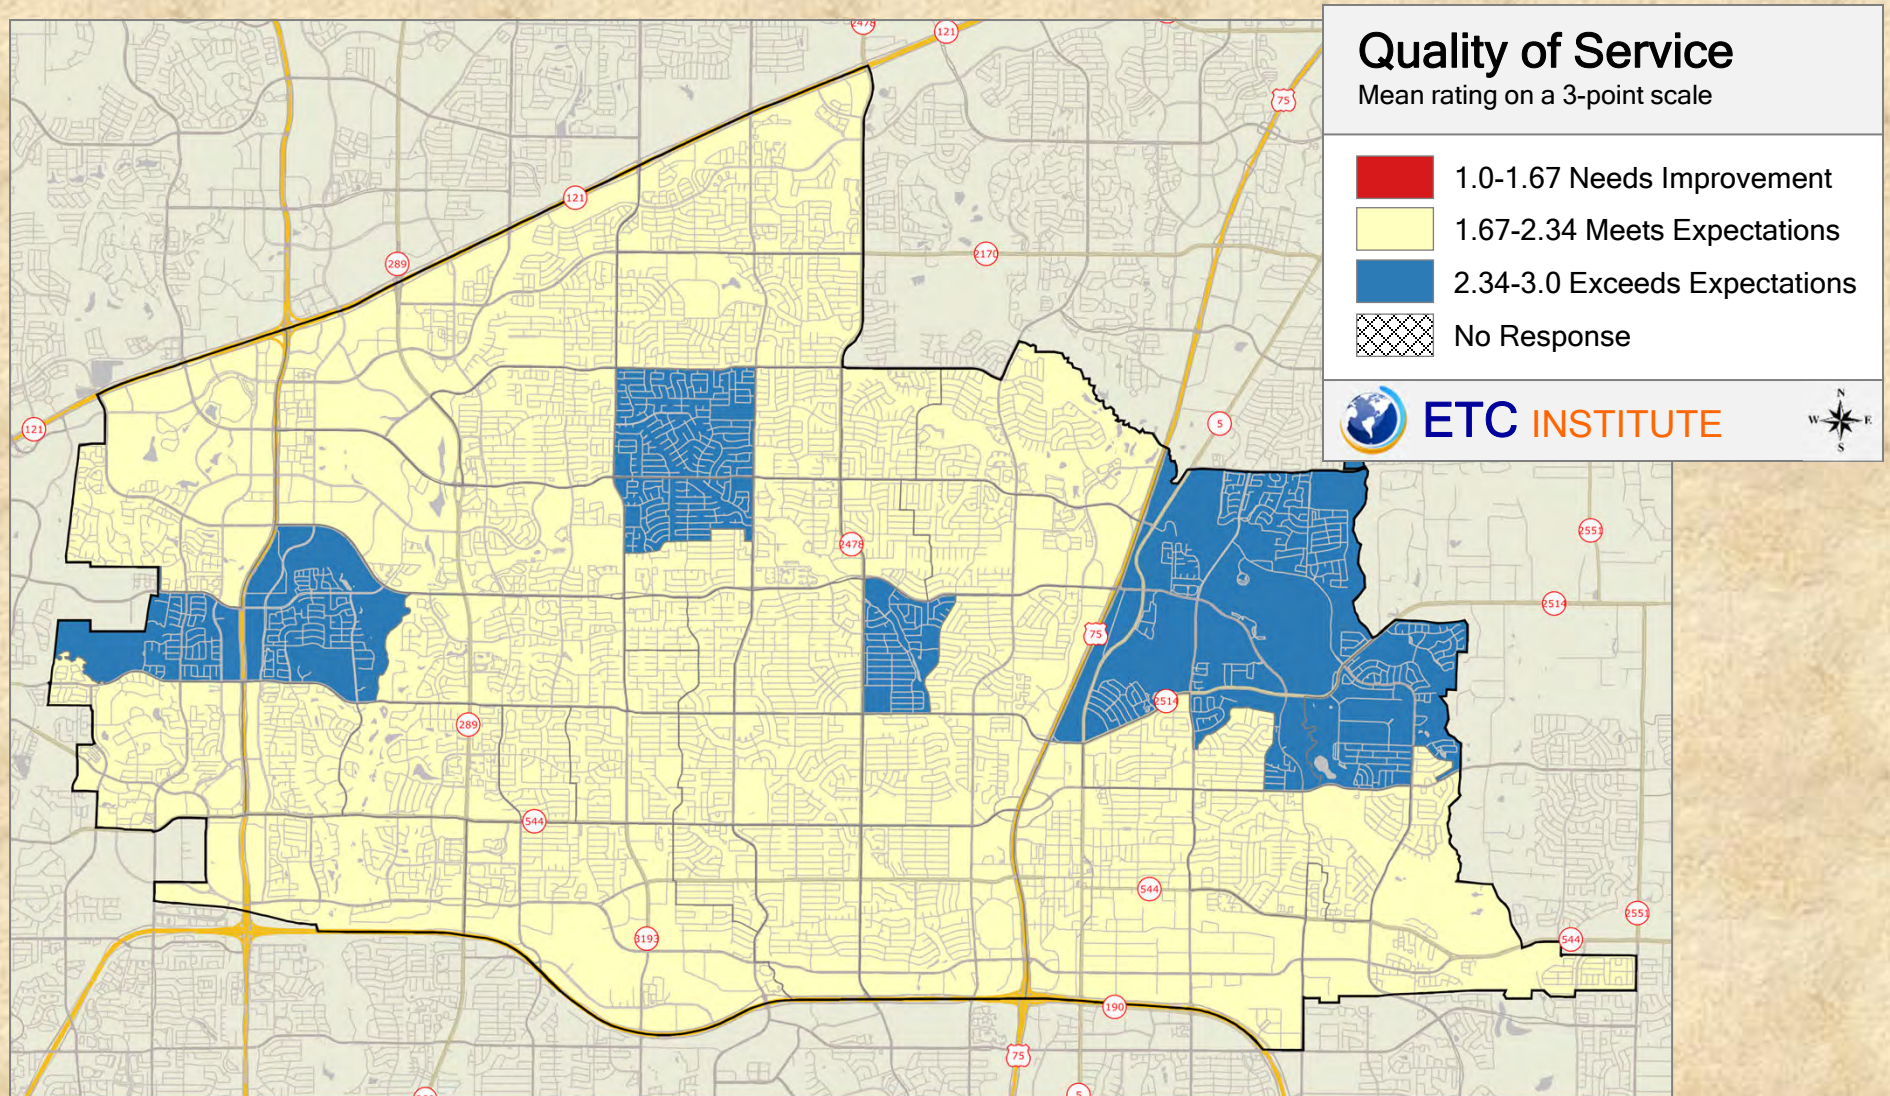 Quality of Service
Mean rating on a 3-point scale
1.0-1.67 Needs Improvement
1.67-2.34 Meets Expectations
2.34-3.0 Exceeds Expectations
No Response
ETC INSTITUTE
N
W E
S
2478
121
75
121
289
2170
121
5
2551
2478
2514
75
2514
289
544
544
2551
3193
544
190
75
5